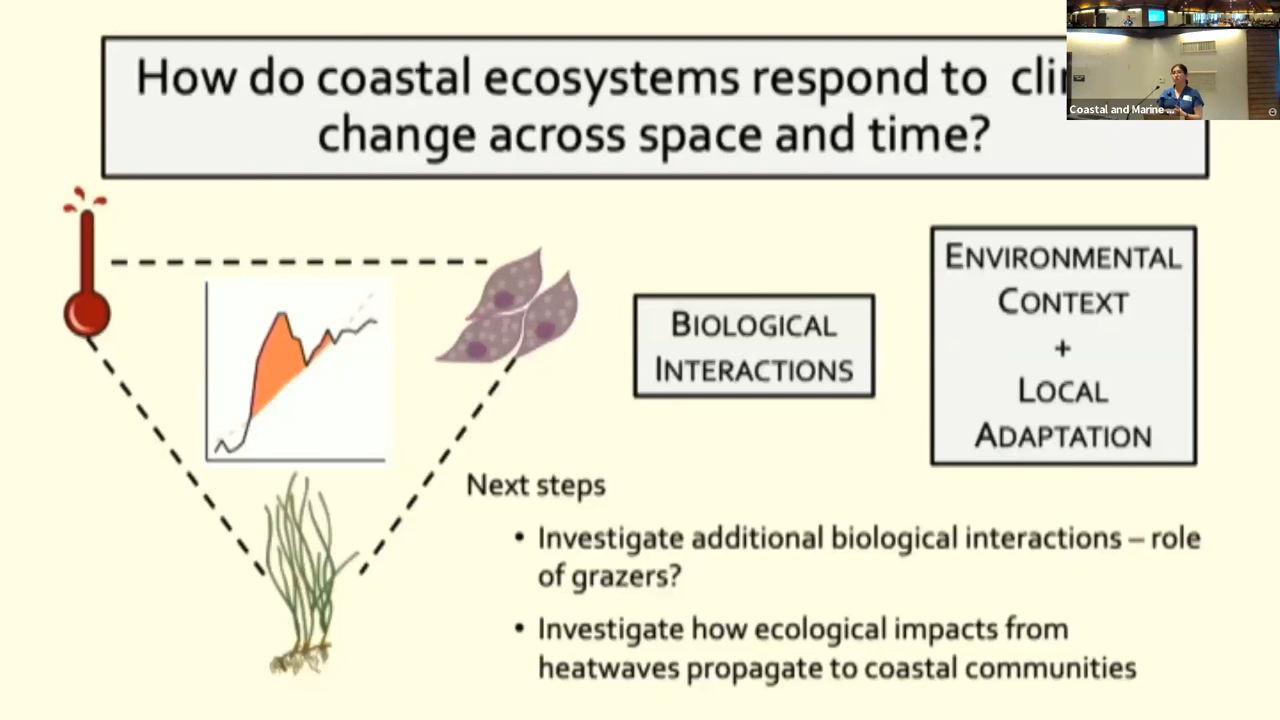 How do coastal ecosystems respond to
change across space and time?
Coastal and Marine ...
ENVIRONMENTAL
CONTEXT
+
LOCAL
ADAPTATION
BIOLOGICAL
INTERACTIONS
Next steps
• Investigate additional biological interactions – role
of grazers?
• Investigate how ecological impacts from
heatwaves propagate to coastal communities